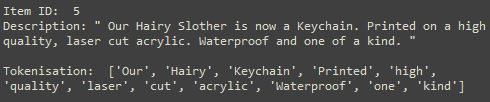 Item ID:  5
Description: " Our Hairy Slother is now a Keychain. Printed on a high
quality, laser cut acrylic. Waterproof and one of a kind. "
Tokenisation:  ['Our', 'Hairy', 'Keychain', 'Printed', 'high',
'quality', 'laser', 'cut', 'acrylic', 'Waterproof', 'one', 'kind']